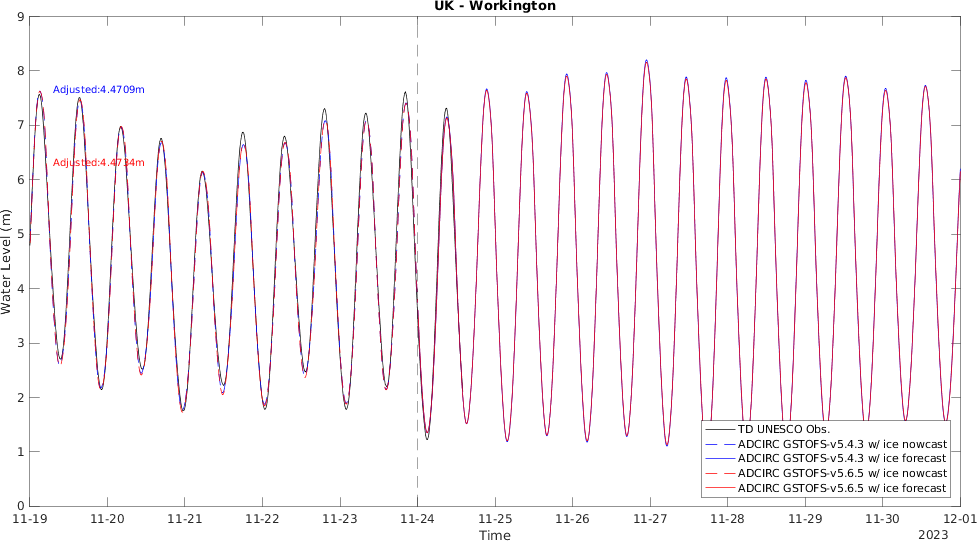 UK - Workington
9
8
7
6
5
4
3
2
1
0
Water Level (m)
Adjusted:4.4709m
Adjusted:4.4734m
TD UNESCO Obs.
ADCIRC GSTOFS-v5.4.3 w/ ice nowcast
ADCIRC GSTOFS-v5.4.3 w/ ice forecast
ADCIRC GSTOFS-v5.6.5 w/ ice nowcast
ADCIRC GSTOFS-v5.6.5 w/ ice forecast
11-19 11-20 11-21 11-22 11-23 11-24 11-25 11-26 11-27 11-28 11-29 11-30 12-01
Time
2023